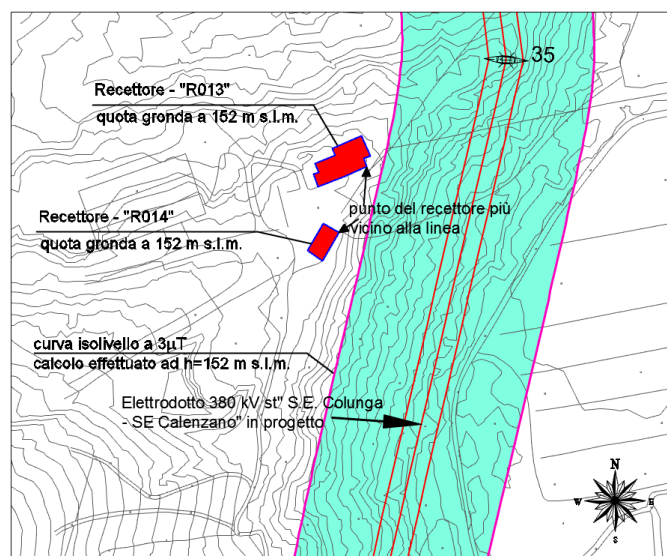 35
Recettore - "R013"
quota gronda a 152 m s.l.m.
punto del recettore più
vicino alla linea
Recettore - "R014"
quota gronda a 152 m s.l.m.
curva isolivello a 3µT
calcolo effettuato ad h=152 m s.l.m.
Elettrodotto 380 kV st" S.E. Colunga
- SE Calenzano" in progetto
N
W
E
S